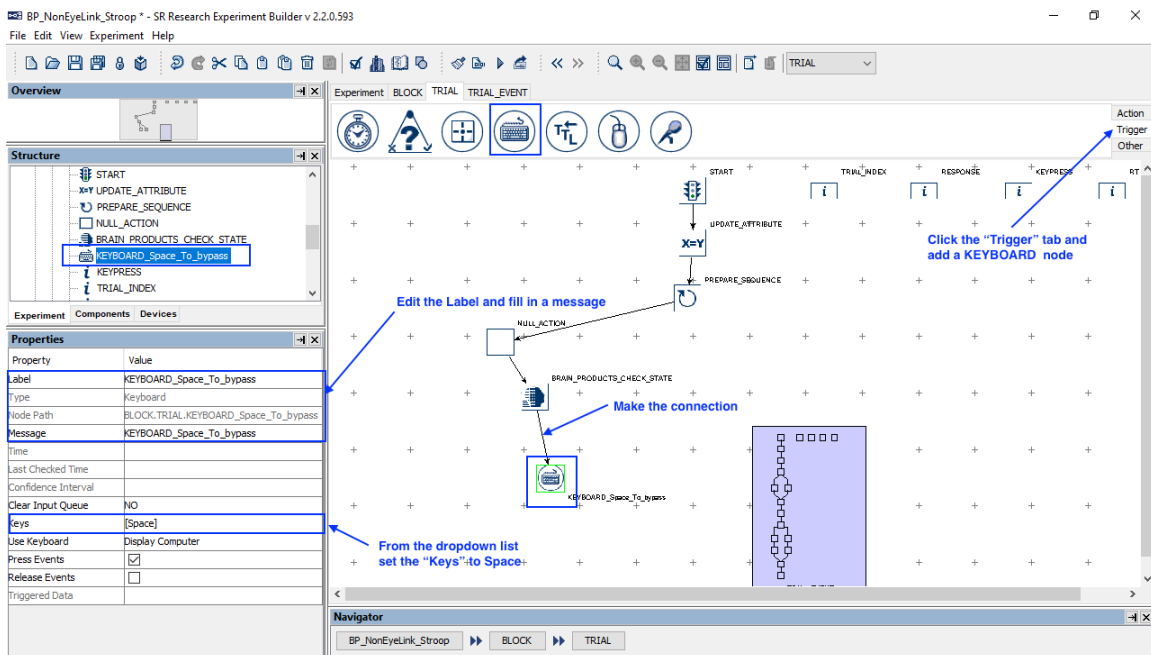 BP_NonEyeLink_Stroop * - SR Research Experiment Builder v 2.2.0.593
File Edit View Experiment Help
TRIAL
Overview
Experiment BLOCK TRIAL TRIAL_EVENT
TTL
Action
Trigger
Other
Structure
START
X=Y UPDATE_ATTRIBUTE
PREPARE_SEQUENCE
NULL_ACTION
BRAIN_PRODUCTS_CHECK_STATE
KEYBOARD_Space_To_bypass
i KEYPRESS
i TRIAL_INDEX
Experiment Components Devices
START
TRIAL_INDEX
i
RESPONSE
i
KEYPRESS
i
RT
i
UPDATE_ATTRIBUTE
X=Y
Click the “Trigger” tab and
add a KEYBOARD node
PREPARE_SEQUENCE
Edit the Label and fill in a message
NULL_ACTION
BRAIN_PRODUCTS_CHECK_STATE
Make the connection
KEYBOARD_Space_To_bypass
From the dropdown list
set the “Keys” to Space
Properties
Property Value
Label KEYBOARD_Space_To_bypass
Type Keyboard
Node Path BLOCK.TRIAL.KEYBOARD_Space_To_bypass
Message KEYBOARD_Space_To_bypass
Time
Last Checked Time
Confidence Interval
Clear Input Queue NO
Keys [Space]
Use Keyboard Display Computer
Press Events
Release Events
Triggered Data
Navigator
BP_NonEyeLink_Stroop BLOCK TRIAL